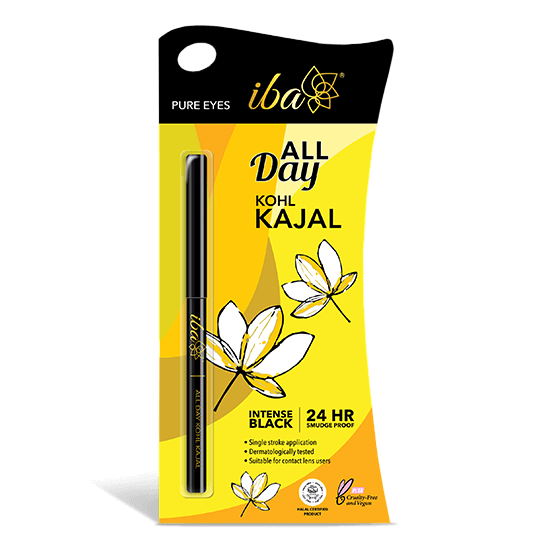 PURE EYES
iba®
ALL
Day
KOHL
KAJAL
iba
ALL DAY KOHL KAJAL
INTENSE
BLACK
24 HR
SMUDGE PROOF
• Single stroke application
• Dermatologically tested
• Suitable for contact lens users
HALAL CERTIFIED
PRODUCT
Cruelty-Free
and Vegan